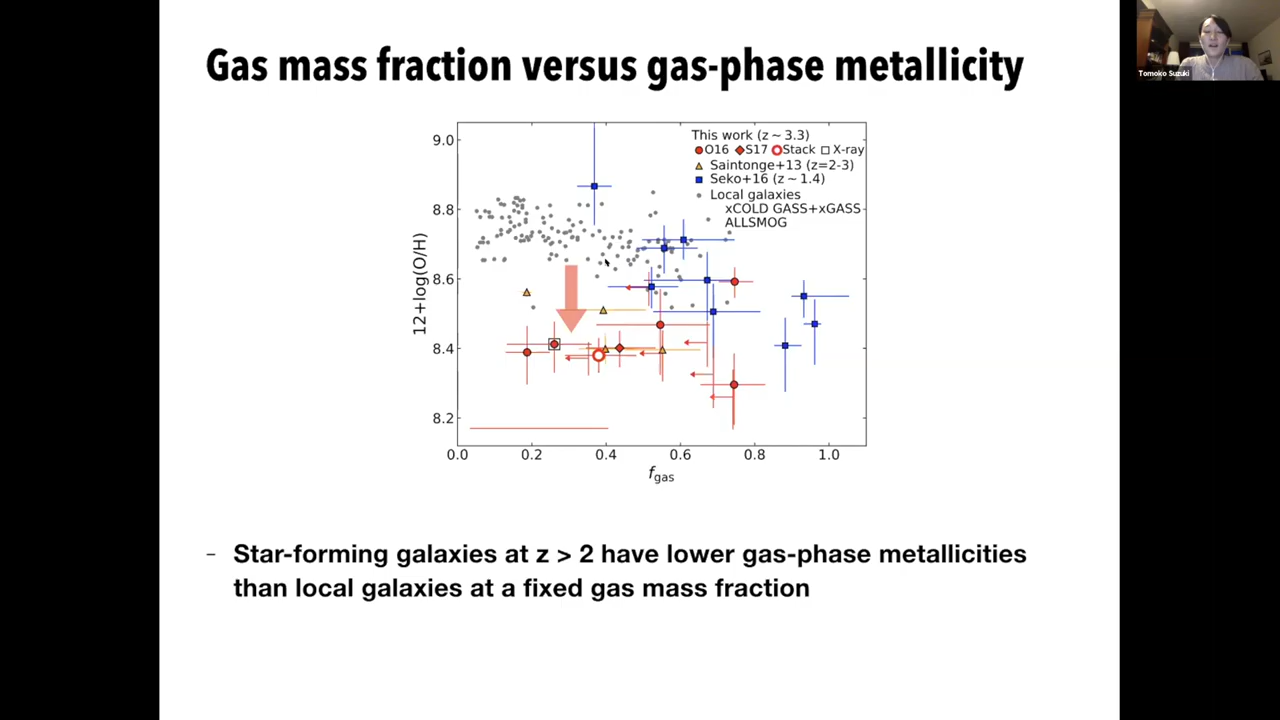 Gas mass fraction versus gas-phase metallicity
Tomoko Suzuki
This work (z ~ 3.3)
O16 S17 Stack X-ray
Saintonge+13 (z=2-3)
Seko+16 (z ~ 1.4)
Local galaxies
xCOLD GASS+xGASS
ALLSMOG
12+log(O/H)
9.0
8.8
8.6
8.4
8.2
0.0 0.2 0.4 0.6 0.8 1.0
fgas
– Star-forming galaxies at z > 2 have lower gas-phase metallicities
than local galaxies at a fixed gas mass fraction